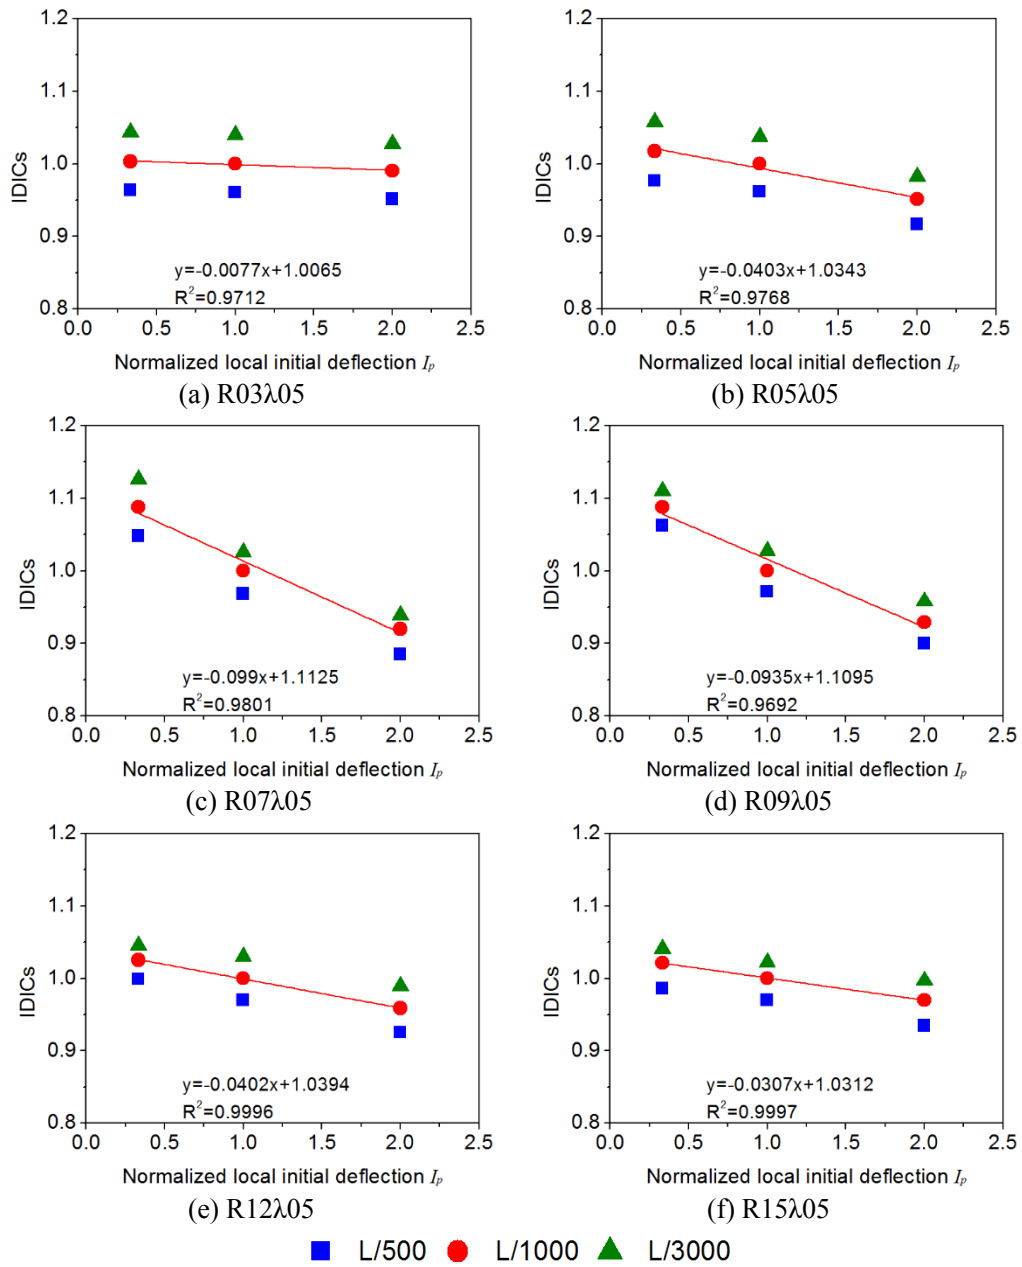 1.2
1.1
1.0
0.9
0.8
IDICs
y=-0.0077x+1.0065
R²=0.9712
0.0 0.5 1.0 1.5 2.0 2.5
Normalized local initial deflection Ip
(a) R03λ05
1.2
1.1
1.0
0.9
0.8
IDICs
y=-0.0403x+1.0343
R²=0.9768
0.0 0.5 1.0 1.5 2.0 2.5
Normalized local initial deflection Ip
(b) R05λ05
1.2
1.1
1.0
0.9
0.8
IDICs
y=-0.099x+1.1125
R²=0.9801
0.0 0.5 1.0 1.5 2.0 2.5
Normalized local initial deflection Ip
(c) R07λ05
1.2
1.1
1.0
0.9
0.8
IDICs
y=-0.0935x+1.1095
R²=0.9692
0.0 0.5 1.0 1.5 2.0 2.5
Normalized local initial deflection Ip
(d) R09λ05
1.2
1.1
1.0
0.9
0.8
IDICs
y=-0.0402x+1.0394
R²=0.9996
0.0 0.5 1.0 1.5 2.0 2.5
Normalized local initial deflection Ip
(e) R12λ05
1.2
1.1
1.0
0.9
0.8
IDICs
y=-0.0307x+1.0312
R²=0.9997
0.0 0.5 1.0 1.5 2.0 2.5
Normalized local initial deflection Ip
(f) R15λ05
L/500 L/1000 L/3000